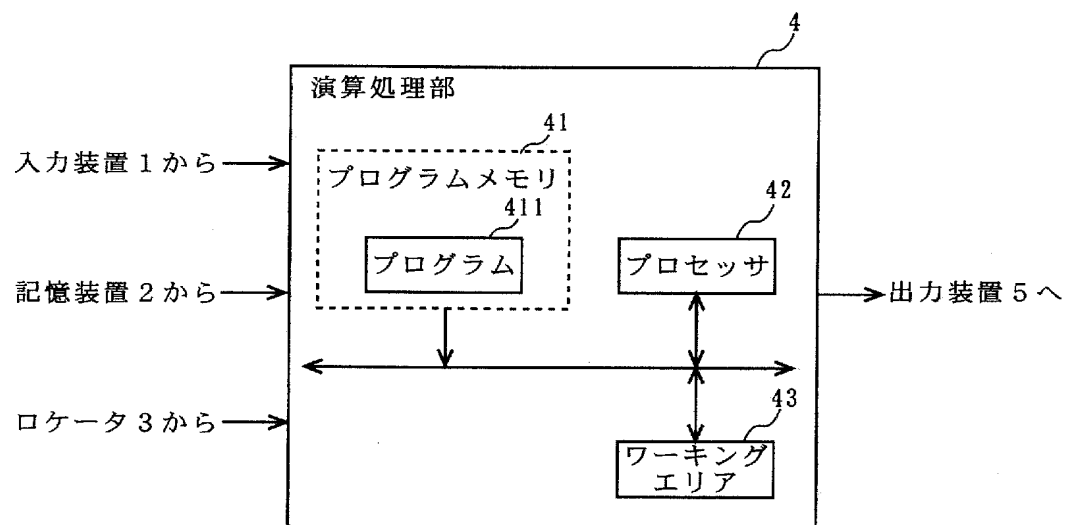 4
演算処理部
41
入力装置1から
プログラムメモリ
411
42
プログラム
プロセッサ
記憶装置2から
出力装置5へ
43
ロケータ3から
ワーキング
エリア